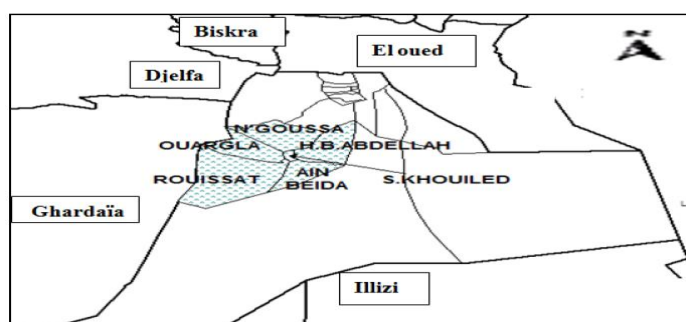 Biskra
El oued
Djelfa
N'GOUSSA
OUARGLA H.B.ABDELLAH
ROUISSAT AIN BEIDA S.KHOUILED
Ghardaïa
Illizi